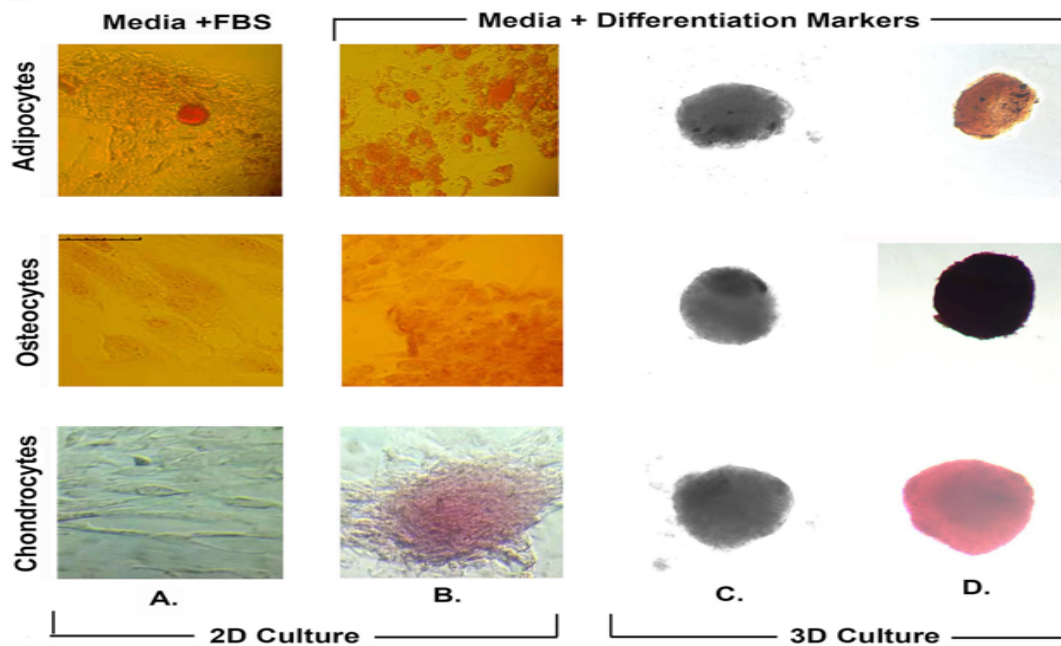 Media +FBS
Media + Differentiation Markers
Adipocytes
Osteocytes
Chondrocytes
A.
B.
C.
D.
2D Culture
3D Culture